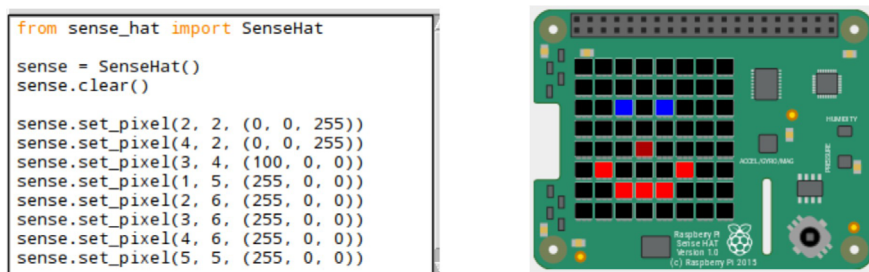 from sense_hat import SenseHat
sense = SenseHat()
sense.clear()
sense.set_pixel(2, 2, (0, 0, 255))
sense.set_pixel(4, 2, (0, 0, 255))
sense.set_pixel(3, 4, (100, 0, 0))
sense.set_pixel(1, 5, (255, 0, 0))
sense.set_pixel(2, 6, (255, 0, 0))
sense.set_pixel(3, 6, (255, 0, 0))
sense.set_pixel(4, 6, (255, 0, 0))
sense.set_pixel(5, 5, (255, 0, 0))
HUMIDITY
PRESSURE
ACCEL/GYRO/MAG
Raspberry Pi
Sense HAT
Version 1.0
(c) Raspberry Pi 2015